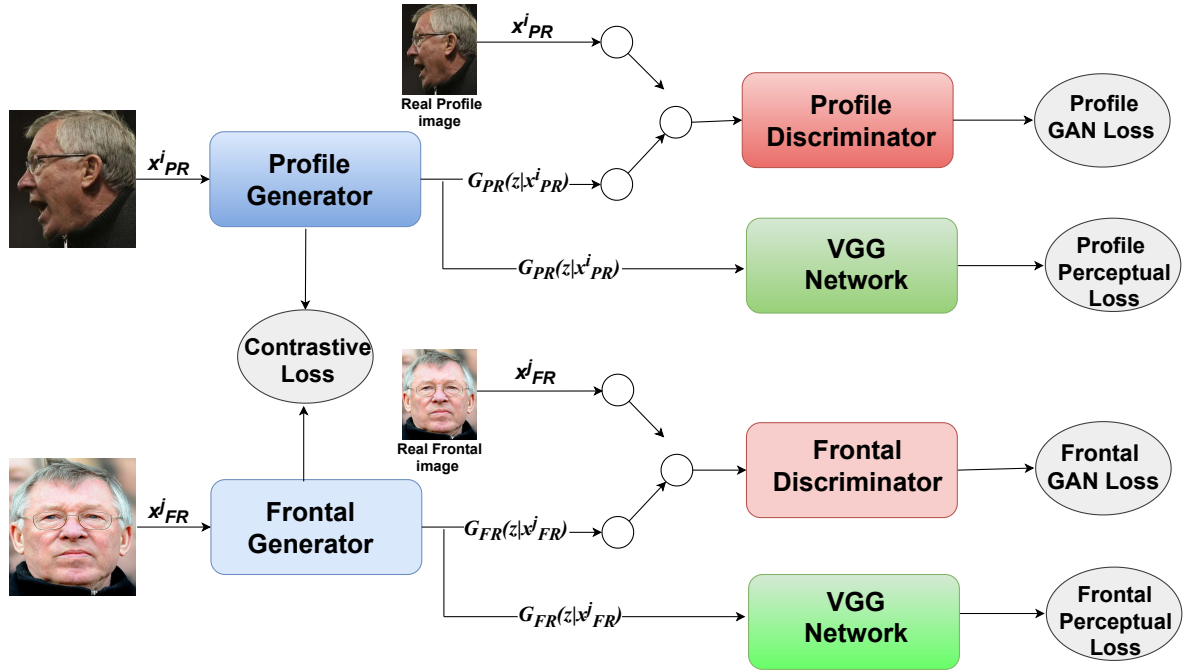 x^i_PR
Real Profile
image
x^i_PR
Profile
Generator
G_PR(z|x^i_PR)
Profile
Discriminator
Profile
GAN Loss
G_PR(z|x^i_PR)
VGG
Network
Profile
Perceptual
Loss
Contrastive
Loss
x^j_FR
Real Frontal
image
x^j_FR
Frontal
Generator
G_FR(z|x^j_FR)
Frontal
Discriminator
Frontal
GAN Loss
G_FR(z|x^j_FR)
VGG
Network
Frontal
Perceptual
Loss